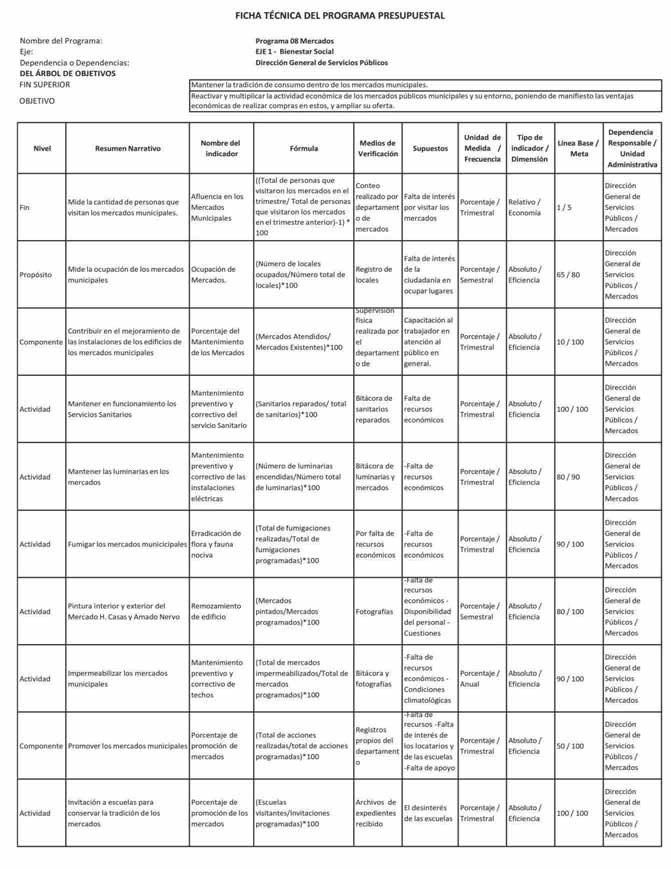 FICHA TÉCNICA DEL PROGRAMA PRESUPUESTAL
Nombre del Programa: Programa 08 Mercados
Eje: EJE 1 - Bienestar Social
Dependencia o Dependencias: Dirección General de Servicios Públicos
DEL ÁRBOL DE OBJETIVOS
FIN SUPERIOR Mantener la tradición de consumo dentro de los mercados municipales.
OBJETIVO
Reactivar y multiplicar la actividad económica de los mercados públicos municipales y su entorno, poniendo de manifiesto las ventajas
económicas de realizar compras en estos, y ampliar su oferta.
Nivel
Resumen Narrativo
Nombre del
indicador
Fórmula
Medios de
Verificación
Supuestos
Unidad de
Medida /
Frecuencia
Tipo de
indicador /
Dimensión
Linea Base /
Meta
Dependencia
Responsable /
Unidad
Administrativa
Fin
Mide la cantidad de personas que
visitan los mercados municipales.
Afluencia en los
Mercados
Municipales
((Total de personas que
visitaron los mercados en el
trimestre/ Total de personas
que visitaron los mercados
en el trimestre anterior)-1) *
100
Conteo
realizado por
departament
o de
mercados
Falta de interés
por visitar los
mercados
Porcentaje /
Trimestral
Relativo /
Economía
1 / 5
Dirección
General de
Servicios
Públicos /
Mercados
Propósito
Mide la ocupación de los mercados
municipales
Ocupación de
Mercados.
(Número de locales
ocupados/Número total de
locales)*100
Registro de
locales
Falta de interés
de la
ciudadanía en
ocupar lugares
Porcentaje /
Semestral
Absoluto /
Eficiencia
65 / 80
Dirección
General de
Servicios
Públicos /
Mercados
Componente
Contribuir en el mejoramiento de
las instalaciones de los edificios de
los mercados municipales
Porcentaje del
Mantenimiento
de los Mercados
(Mercados Atendidos/
Mercados Existentes)*100
Supervisión
física
realizada por
el
departament
o de
Capacitación al
trabajador en
atención al
público en
general.
Porcentaje /
Trimestral
Absoluto /
Eficiencia
10 / 100
Dirección
General de
Servicios
Públicos /
Mercados
Actividad
Mantener en funcionamiento los
Servicios Sanitarios
Mantenimiento
preventivo y
correctivo del
servicio Sanitario
(Sanitarios reparados/ total
de sanitarios)*100
Bitácora de
sanitarios
reparados
Falta de
recursos
económicos
Porcentaje /
Trimestral
Absoluto /
Eficiencia
100 / 100
Dirección
General de
Servicios
Públicos /
Mercados
Actividad
Mantener las luminarias en los
mercados
Mantenimiento
preventivo y
correctivo de las
instalaciones
eléctricas
(Número de luminarias
encendidas/Número total
de luminarias)*100
Bitácora de
luminarias y
mercados
-Falta de
recursos
económicos
Porcentaje /
Trimestral
Absoluto /
Eficiencia
80 / 90
Dirección
General de
Servicios
Públicos /
Mercados
Actividad
Fumigar los mercados municicipales
Erradicación de
flora y fauna
nociva
(Total de fumigaciones
realizadas/Total de
fumigaciones
programadas)*100
Por falta de
recursos
económicos
-Falta de
recursos
económicos
Porcentaje /
Trimestral
Absoluto /
Eficiencia
90 / 100
Dirección
General de
Servicios
Públicos /
Mercados
Actividad
Pintura interior y exterior del
Mercado H. Casas y Amado Nervo
Remozamiento
de edificio
(Mercados
pintados/Mercados
programados)*100
Fotografías
-Falta de
recursos
económicos -
Disponibilidad
del personal -
Cuestiones
Porcentaje /
Semestral
Absoluto /
Eficiencia
80 / 100
Dirección
General de
Servicios
Públicos /
Mercados
Actividad
Impermeabilizar los mercados
municipales
Mantenimiento
preventivo y
correctivo de
techos
(Total de mercados
impermeabilizados/Total de
mercados
programados)*100
Bitácora y
fotografías
-Falta de
recursos
económicos -
Condiciones
climatológicas
Porcentaje /
Anual
Absoluto /
Eficiencia
90 / 100
Dirección
General de
Servicios
Públicos /
Mercados
Componente
Promover los mercados municipales
Porcentaje de
promoción de
mercados
(Total de acciones
realizadas/total de acciones
programadas)*100
Registros
propios del
departament
o
-Falta de
recursos -Falta
de interés de
los locatarios y
de las escuelas
-Falta de apoyo
Porcentaje /
Trimestral
Absoluto /
Eficiencia
50 / 100
Dirección
General de
Servicios
Públicos /
Mercados
Actividad
Invitación a escuelas para
conservar la tradición de los
mercados
Porcentaje de
promoción de los
mercados
(Escuelas
visitantes/Invitaciones
programadas)*100
Archivos de
expedientes
recibido
El desinterés
de las escuelas
Porcentaje /
Trimestral
Absoluto /
Eficiencia
100 / 100
Dirección
General de
Servicios
Públicos /
Mercados